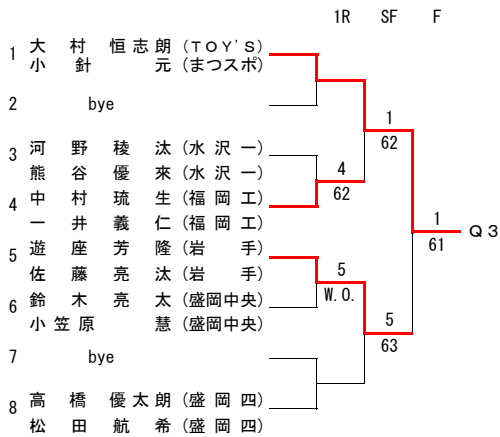 1R SF F
1 大村 恒志朗 (TOY'S)
小針 元 (まつスポ)
2 bye
1
62
3 河野稜汰 (水沢一)
熊谷優來 (水沢一)
4
62
4 中村琉生 (福岡工)
一井義仁 (福岡工)
1
61
Q3
5 遊座芳隆 (岩手)
佐藤亮汰 (岩手)
5
W.O.
6 鈴木亮太 (盛岡中央)
小笠原 慧 (盛岡中央)
5
63
7 bye
8 高橋 優太朗 (盛岡四)
松田航希 (盛岡四)